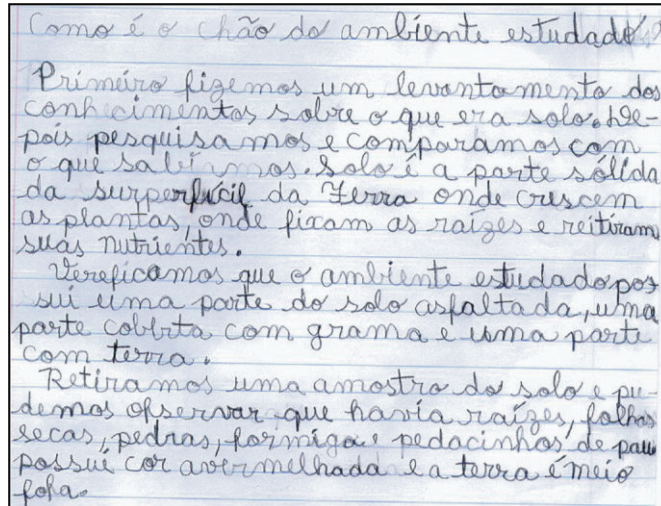 Como é o chão do ambiente estudado?
Primeiro fizemos um levantamento dos
conhecimentos sobre o que era solo. De-
pois pesquisamos e comparamos com
o que sabíamos. Solo é a parte sólida
da surperfícil da Terra onde crescem
as plantas, onde fixam as raízes e reitiram
suas nutrientes.
Vereficamos que o ambiente estudado pos
sui uma parte do solo asfaltada, uma
parte cobirta com grama e uma parte
com terra.
Retiramos uma amostra do solo e pu-
demos observar que havia raízes, folhas
secas, pedras, formiga e pedacinhos de pau
possui cor avermelhada e a terra é meio
fofa.